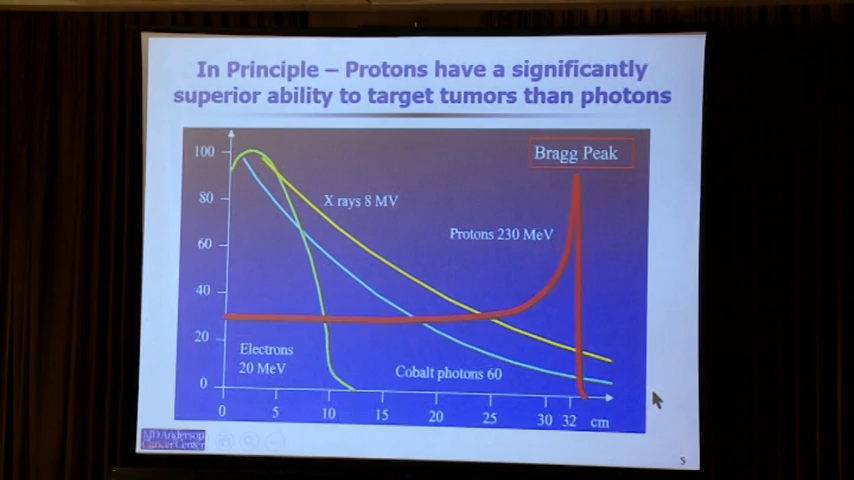 In Principle – Protons have a significantly
superior ability to target tumors than photons
100
80
60
40
20
0
Bragg Peak
X rays 8 MV
Protons 230 MeV
Electrons
20 MeV
Cobalt photons 60
0 5 10 15 20 25 30 32 cm
MD Anderson
Cancer Center
5